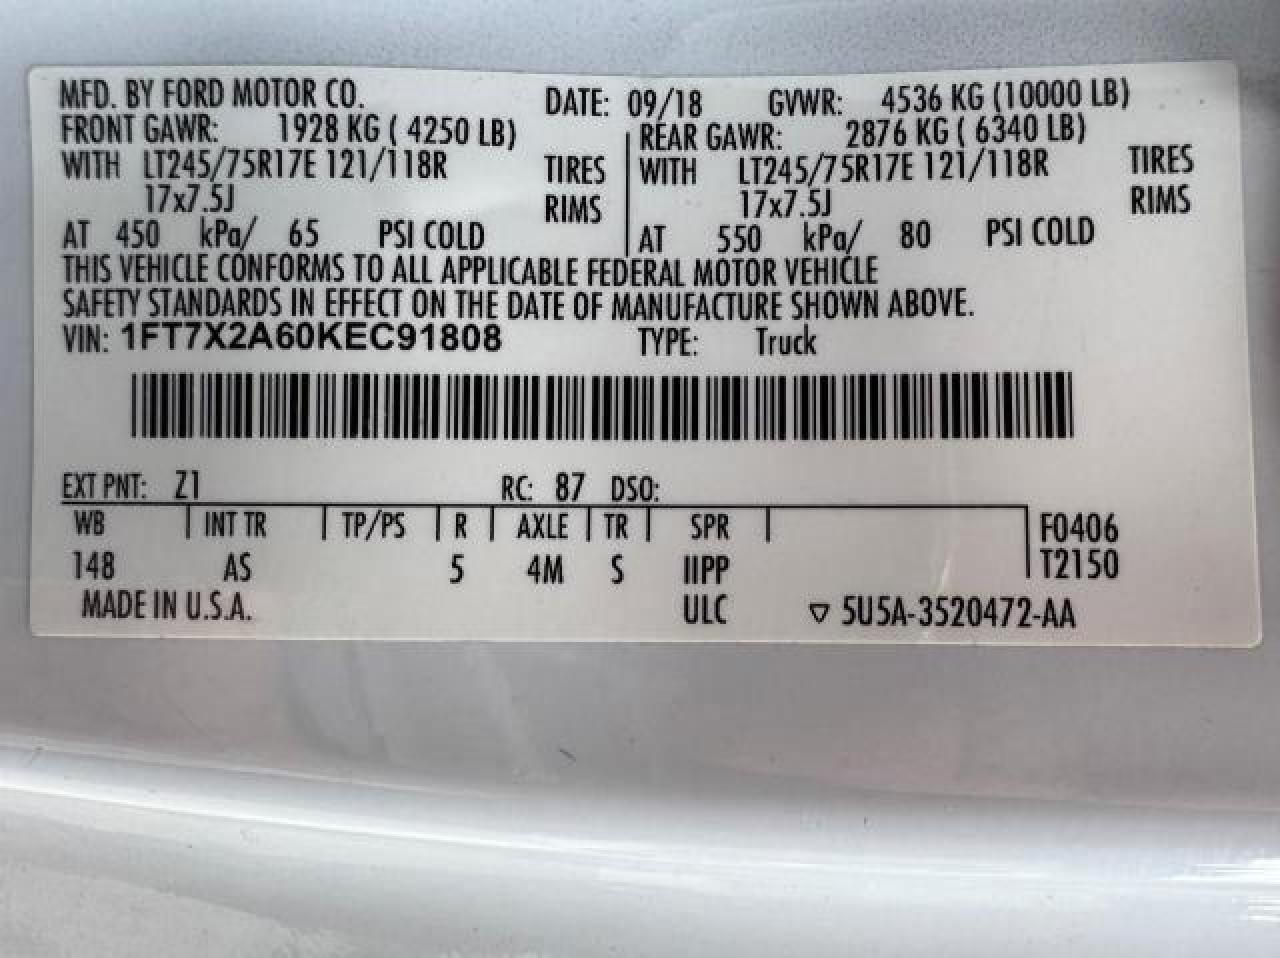 MFD. BY FORD MOTOR CO.
DATE: 09/18 GVWR: 4536 KG (10000 LB)
FRONT GAWR: 1928 KG ( 4250 LB)
WITH LT245/75R17E 121/118R TIRES
17x7.5J RIMS
AT 450 kPa/ 65 PSI COLD
REAR GAWR: 2876 KG ( 6340 LB)
WITH LT245/75R17E 121/118R TIRES
17x7.5J RIMS
AT 550 kPa/ 80 PSI COLD
THIS VEHICLE CONFORMS TO ALL APPLICABLE FEDERAL MOTOR VEHICLE
SAFETY STANDARDS IN EFFECT ON THE DATE OF MANUFACTURE SHOWN ABOVE.
VIN: 1FT7X2A60KEC91808 TYPE: Truck
EXT PNT: Z1 RC: 87 DSO:
WB INT TR TP/PS R AXLE TR SPR F0406
148 AS 5 4M S IIPP T2150
MADE IN U.S.A. ULC 5U5A-3520472-AA